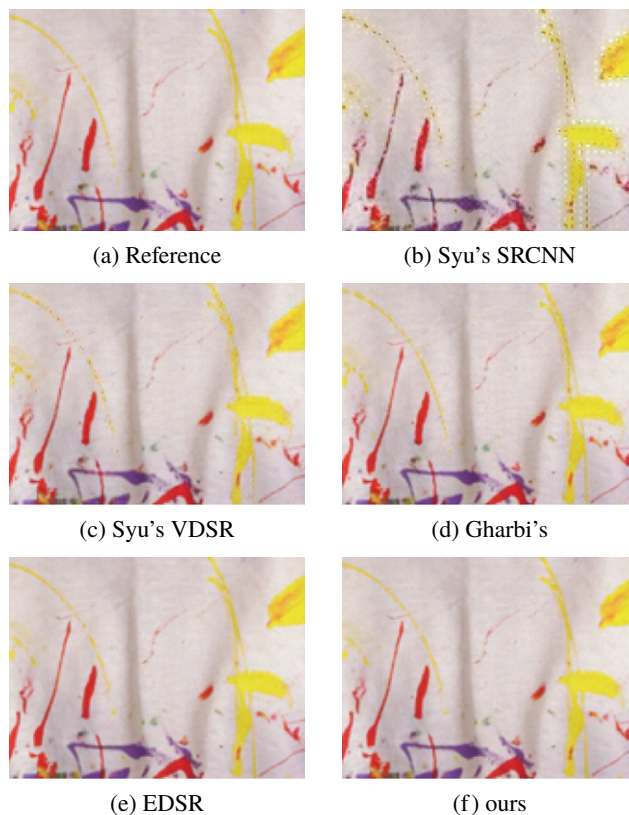 (a) Reference
(b) Syu's SRCNN
(c) Syu's VDSR
(d) Gharbi's
(e) EDSR
(f) ours